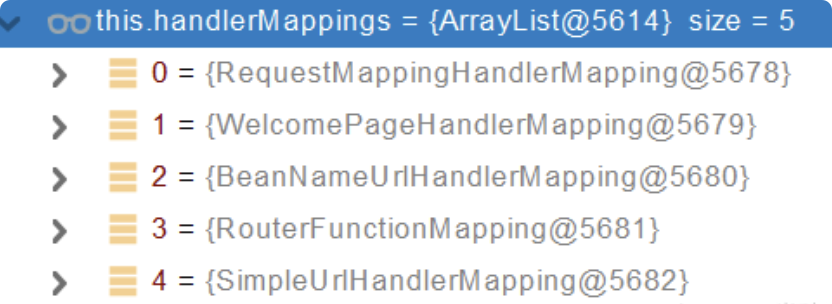 this.handlerMappings = {ArrayList@5614} size = 5
0 = {RequestMappingHandlerMapping@5678}
1 = {WelcomePageHandlerMapping@5679}
2 = {BeanNameUrlHandlerMapping@5680}
3 = {RouterFunctionMapping@5681}
4 = {SimpleUrlHandlerMapping@5682}